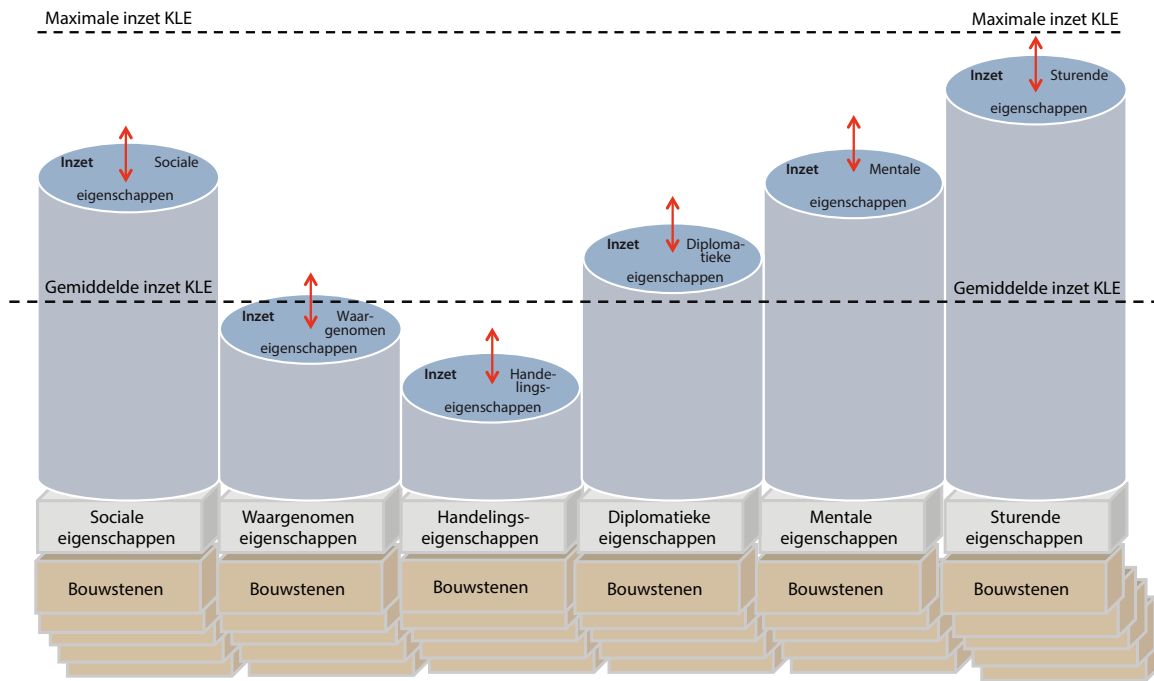 Maximale inzet KLE
Maximale inzet KLE
Inzet Sociale
eigenschappen
Inzet Waar-
genomen
eigenschappen
Inzet Hande-
lings-
eigenschappen
Inzet Diploma-
tieke
eigenschappen
Inzet Mentale
eigenschappen
Inzet Sturende
eigenschappen
Gemiddelde inzet KLE
Gemiddelde inzet KLE
Sociale
eigenschappen
Waargenomen
eigenschappen
Handelings-
eigenschappen
Diplomatieke
eigenschappen
Mentale
eigenschappen
Sturende
eigenschappen
Bouwstenen
Bouwstenen
Bouwstenen
Bouwstenen
Bouwstenen
Bouwstenen